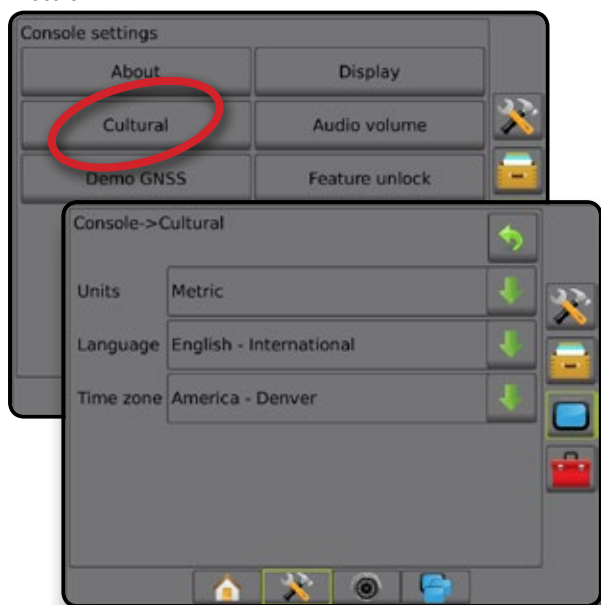 Console settings
About Display
Cultural Audio volume
Demo GNSS Feature unlock
Console->Cultural
Units Metric
Language English - International
Time zone America - Denver